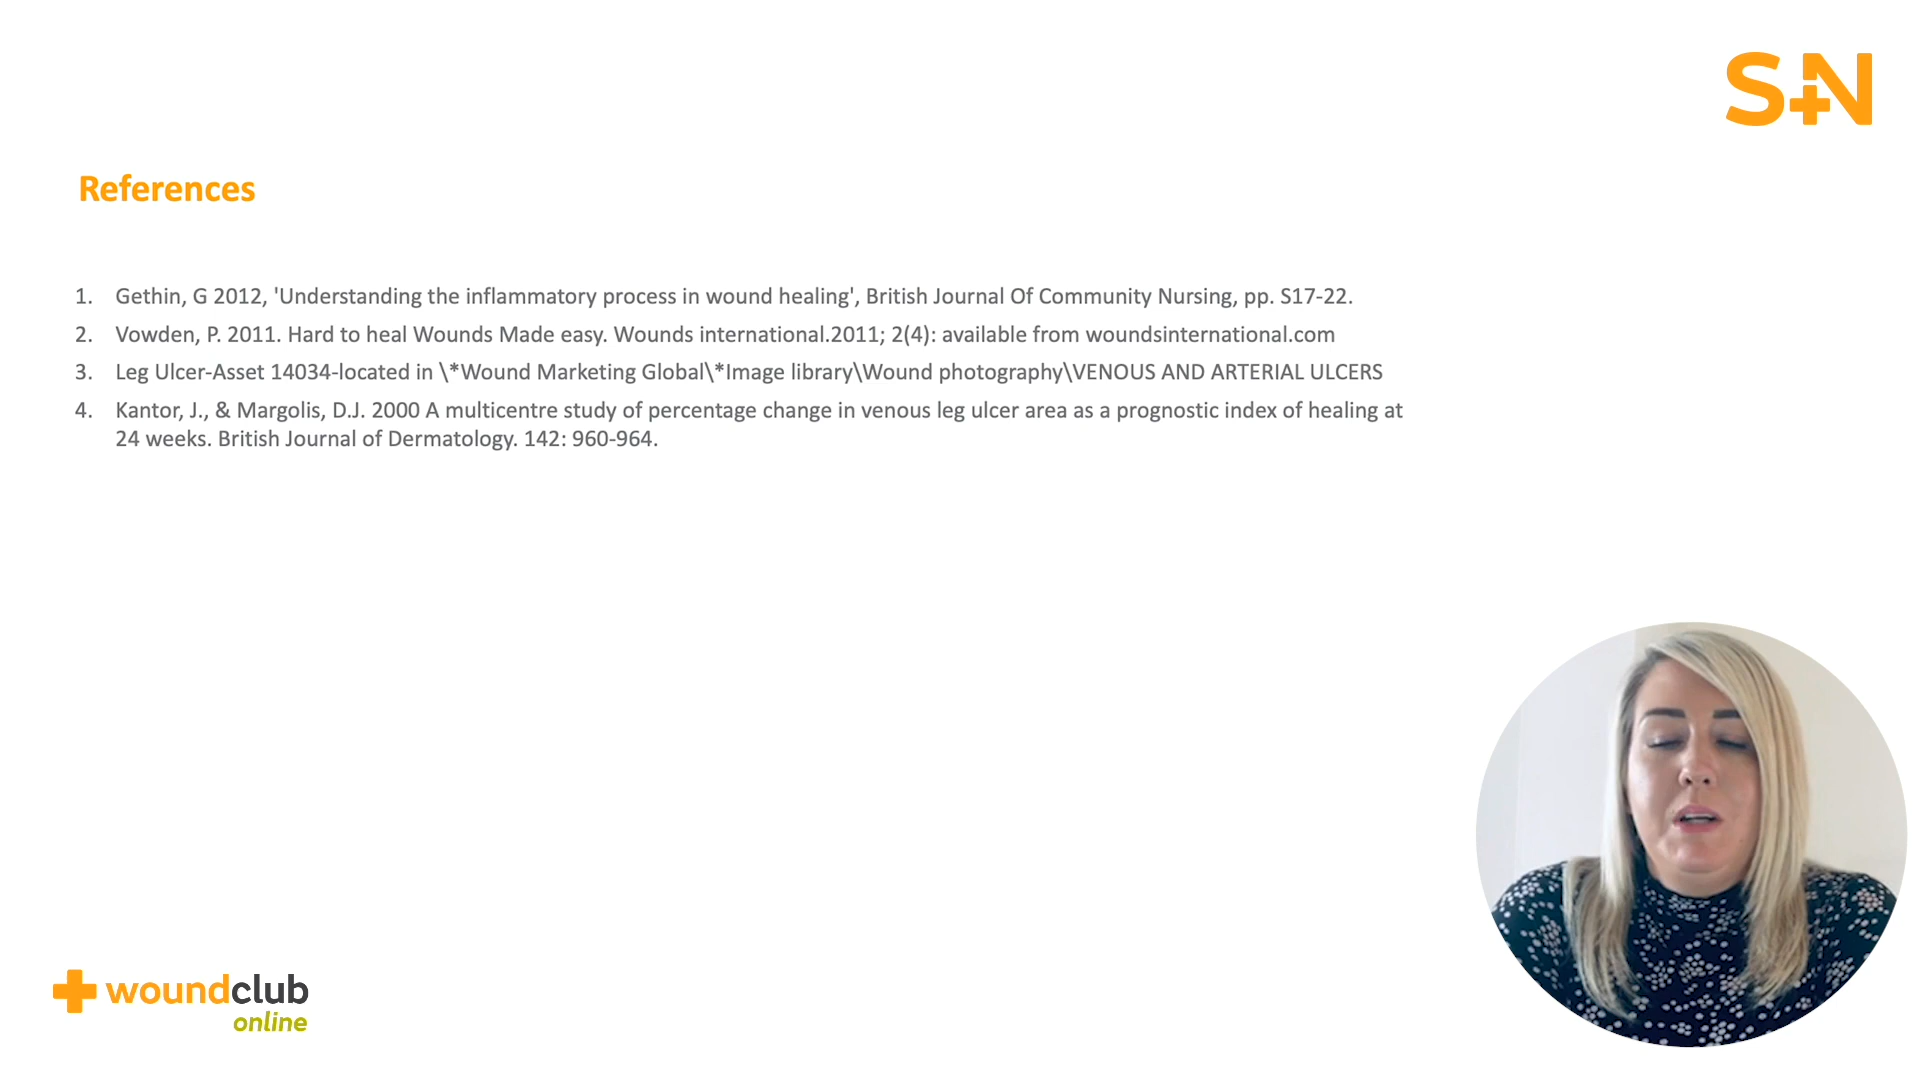 S+N
References
1. Gethin, G 2012, 'Understanding the inflammatory process in wound healing', British Journal Of Community Nursing, pp. S17-22.
2. Vowden, P. 2011. Hard to heal Wounds Made easy. Wounds international.2011; 2(4): available from woundsinternational.com
3. Leg Ulcer-Asset 14034-located in \*Wound Marketing Global\*Image library\Wound photography\VENOUS AND ARTERIAL ULCERS
4. Kantor, J., & Margolis, D.J. 2000 A multicentre study of percentage change in venous leg ulcer area as a prognostic index of healing at
24 weeks. British Journal of Dermatology. 142: 960-964.
woundclub
online